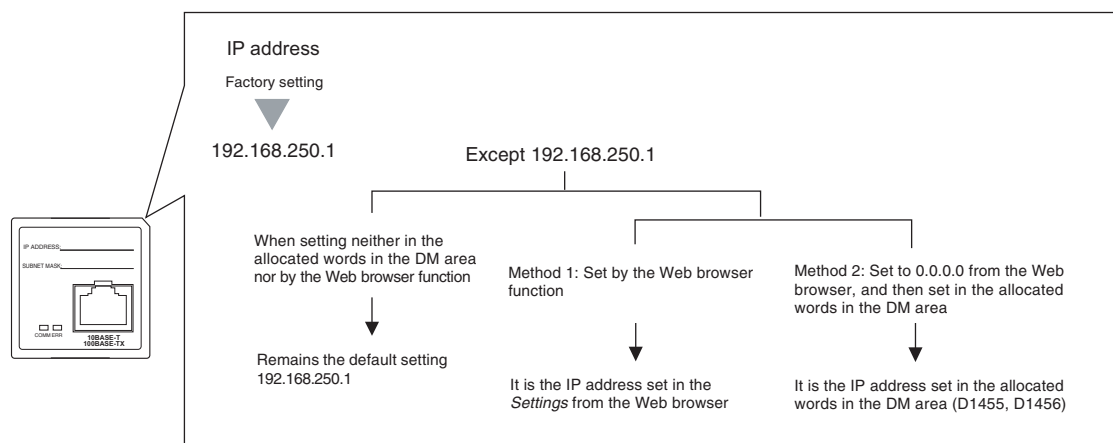 IP address
Factory setting
192.168.250.1
Except 192.168.250.1
When setting neither in the
allocated words in the DM area
nor by the Web browser function
Remains the default setting
192.168.250.1
Method 1: Set by the Web browser
function
It is the IP address set in the
Settings from the Web browser
Method 2: Set to 0.0.0.0 from the Web
browser, and then set in the allocated
words in the DM area
It is the IP address set in the allocated
words in the DM area (D1455, D1456)
IP ADDRESS:
SUBNET MASK:
COMM ERR
10BASE-T
100BASE-TX